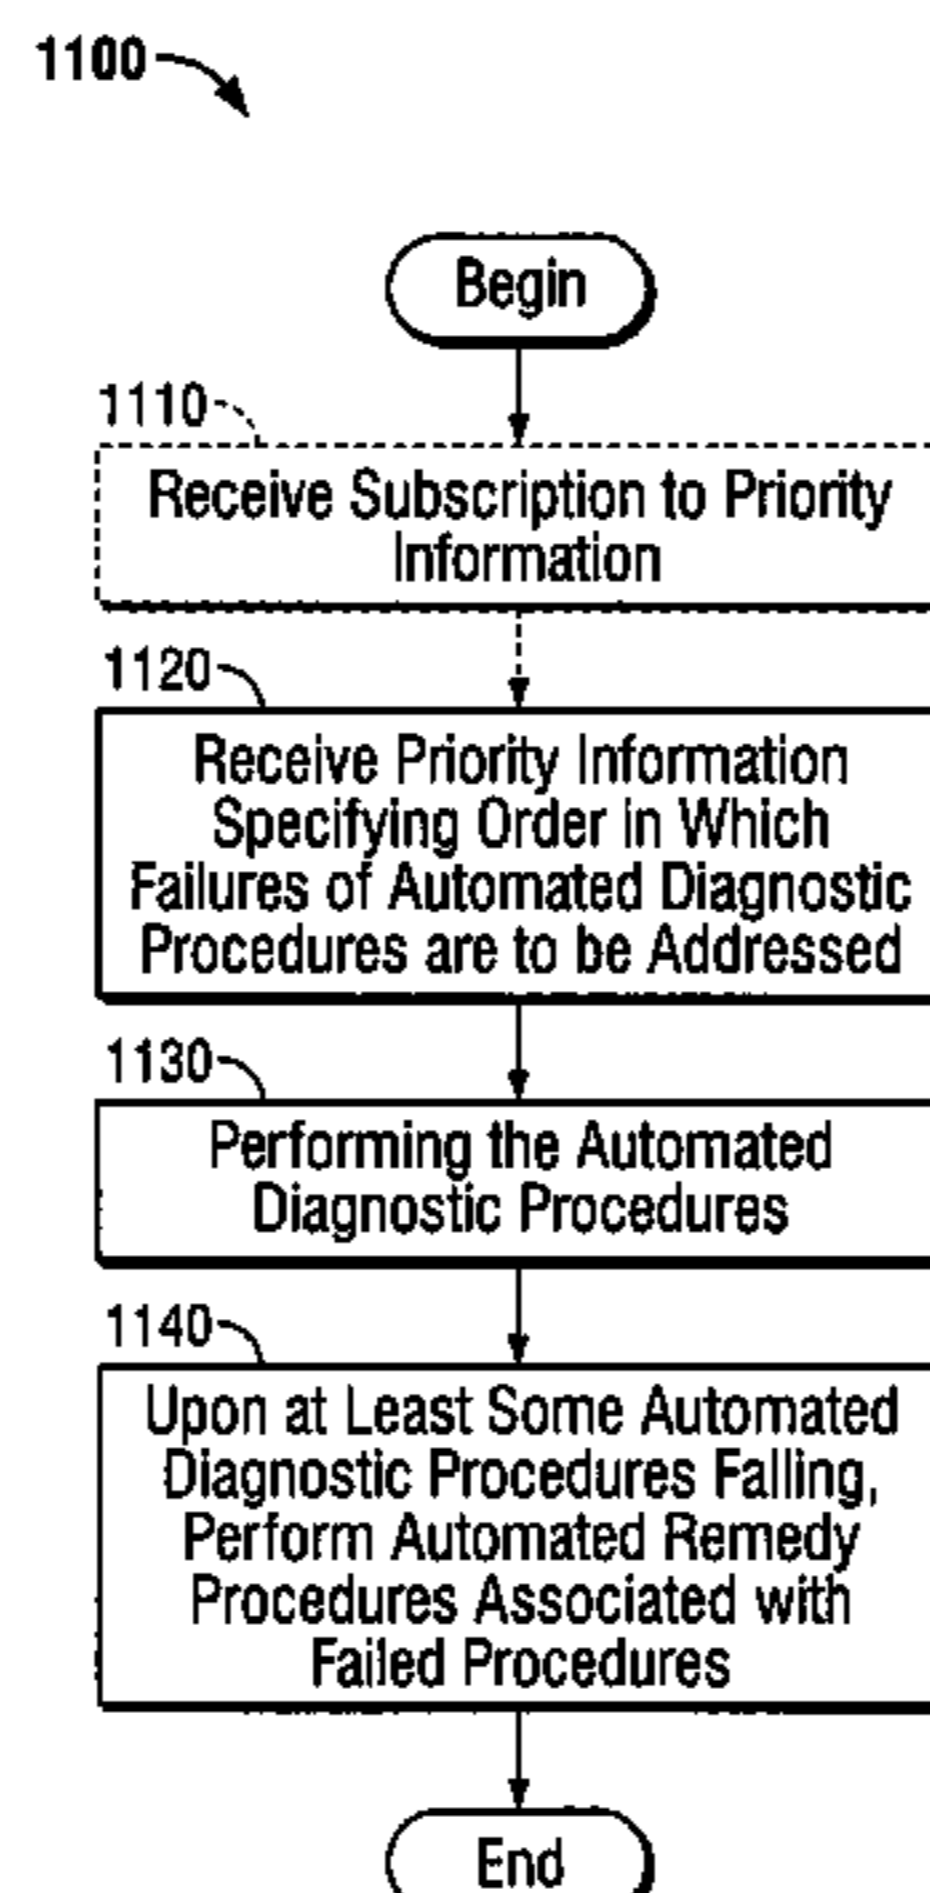 1100
Begin
1110
Receive Subscription to Priority
Information
1120
Receive Priority Information
Specifying Order in Which
Failures of Automated Diagnostic
Procedures are to be Addressed
1130
Performing the Automated
Diagnostic Procedures
1140
Upon at Least Some Automated
Diagnostic Procedures Falling,
Perform Automated Remedy
Procedures Associated with
Failed Procedures
End